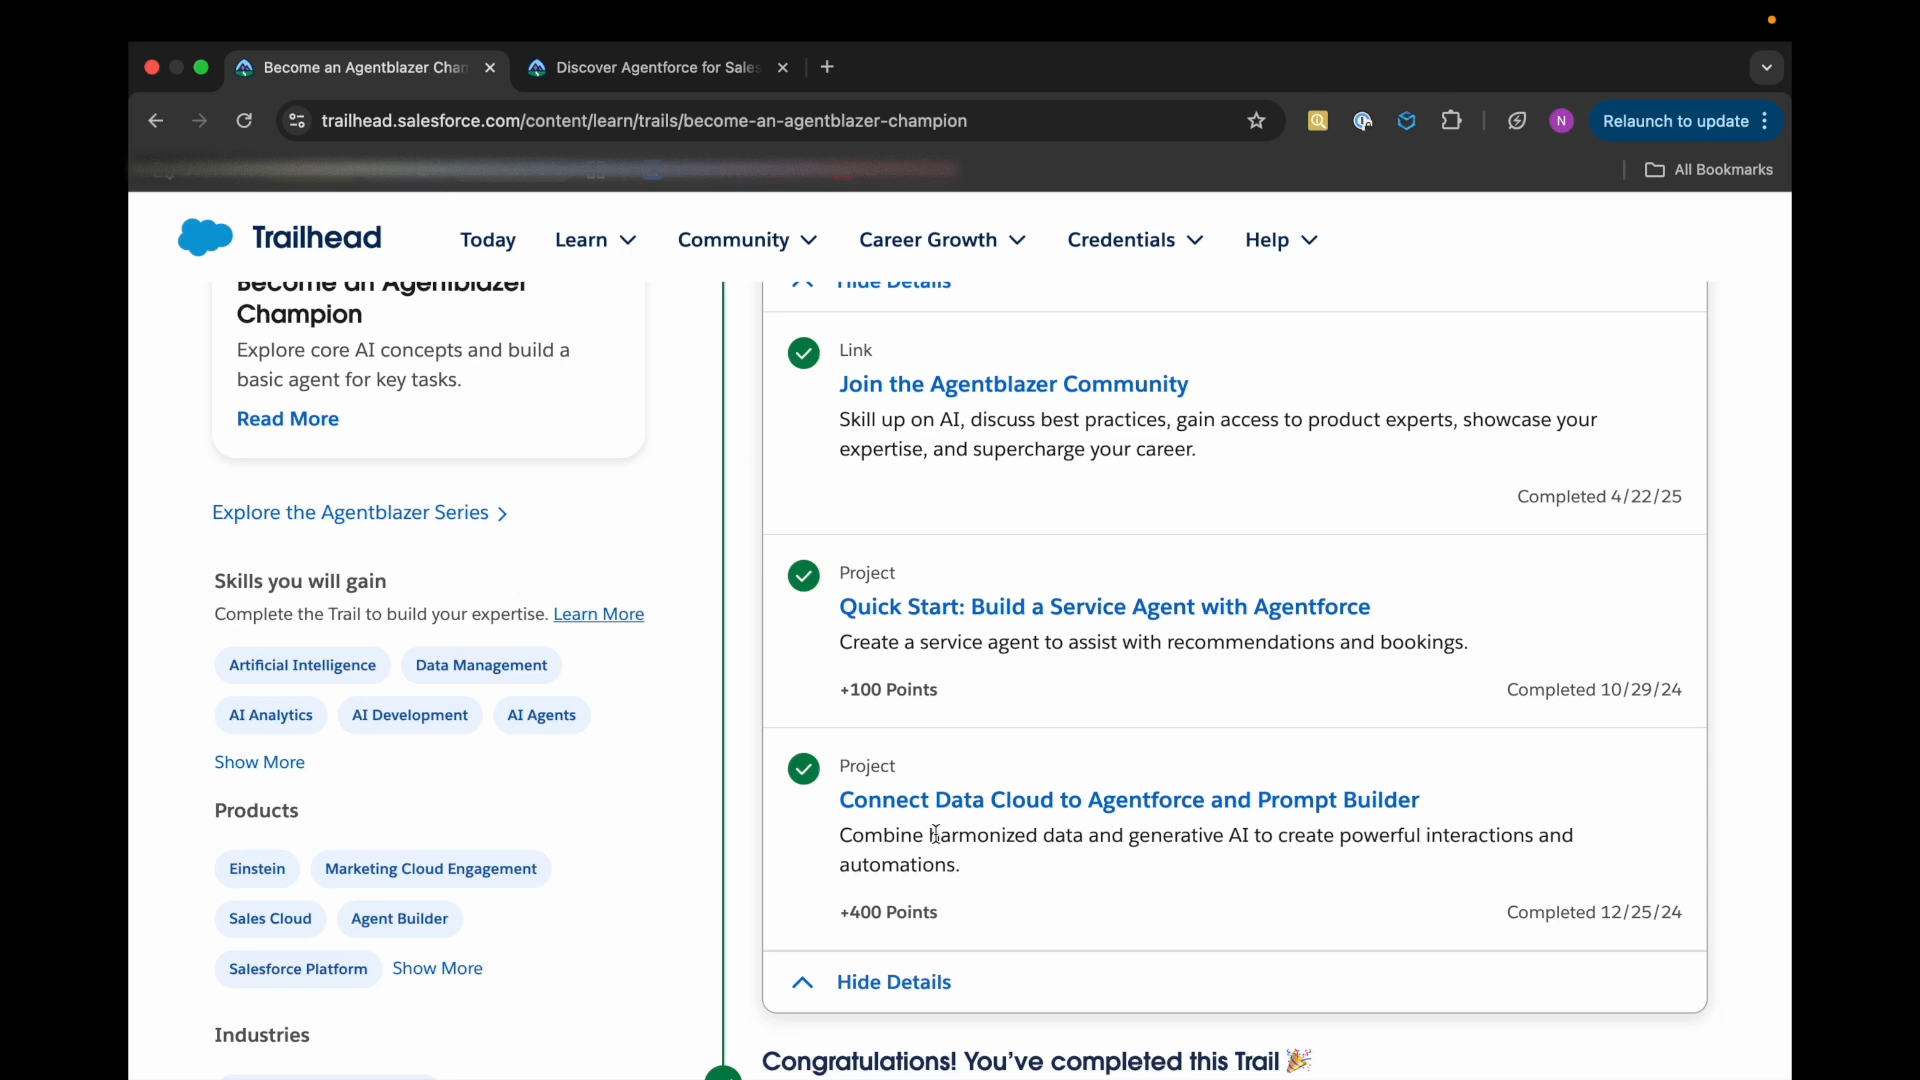 Become an Agentblazer Chan
Discover Agentforce for Sales
trailhead.salesforce.com/content/learn/trails/become-an-agentblazer-champion
N
Relaunch to update
All Bookmarks
Trailhead
Today
Learn
Community
Career Growth
Credentials
Help
Become an Agentblazer
Champion
Explore core AI concepts and build a
basic agent for key tasks.
Read More
Explore the Agentblazer Series
Skills you will gain
Complete the Trail to build your expertise. Learn More
Artificial Intelligence
Data Management
AI Analytics
AI Development
AI Agents
Show More
Products
Einstein
Marketing Cloud Engagement
Sales Cloud
Agent Builder
Salesforce Platform
Show More
Industries
Hide Details
Link
Join the Agentblazer Community
Skill up on AI, discuss best practices, gain access to product experts, showcase your
expertise, and supercharge your career.
Completed 4/22/25
Project
Quick Start: Build a Service Agent with Agentforce
Create a service agent to assist with recommendations and bookings.
+100 Points
Completed 10/29/24
Project
Connect Data Cloud to Agentforce and Prompt Builder
Combine harmonized data and generative AI to create powerful interactions and
automations.
+400 Points
Completed 12/25/24
Hide Details
Congratulations! You've completed this Trail 🎉